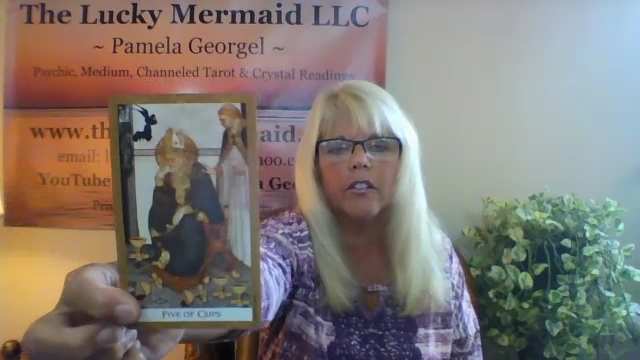 The Lucky Mermaid LLC
~ Pamela Georgel ~
Psychic, Medium, Channeled Tarot & Crystal Readings
www.th aid.
email:
YouTube
FIVE OF CUPS